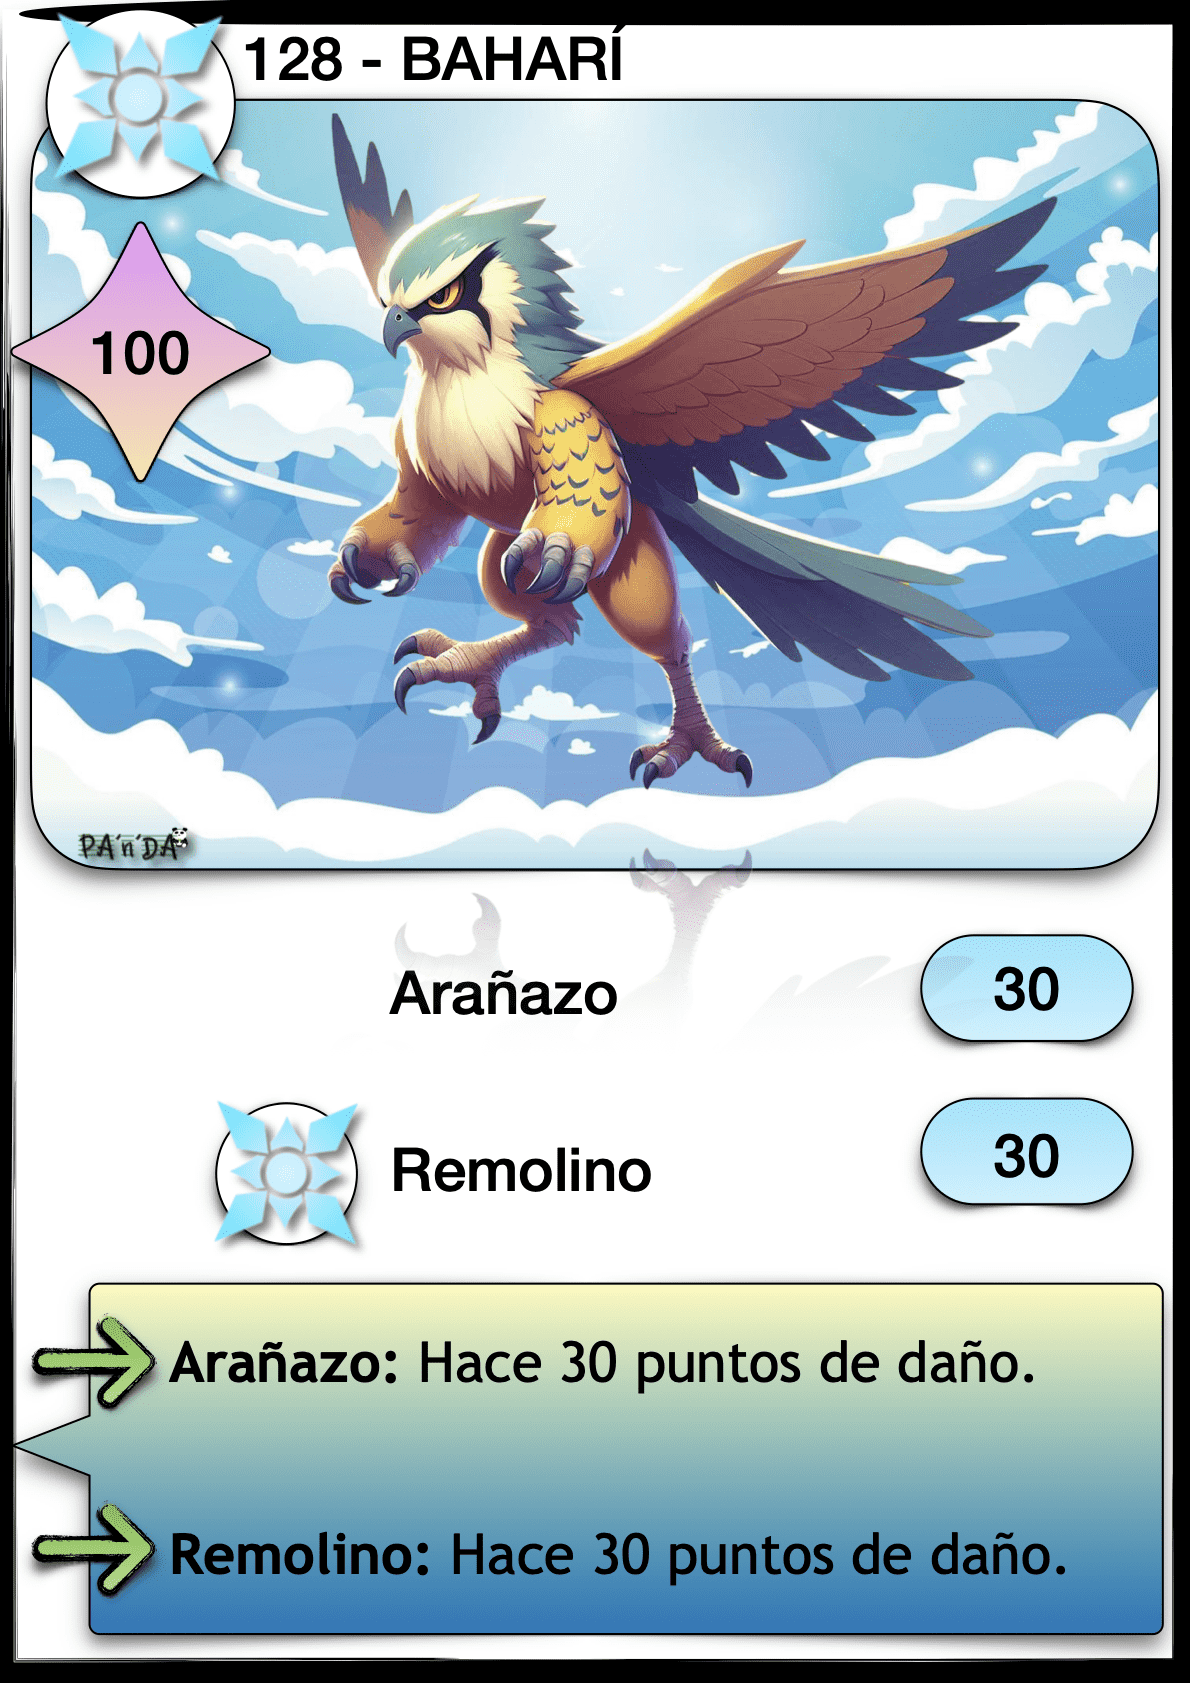 128 - BAHARÍ
100
PA'n'DA
Arañazo
30
Remolino
30
Arañazo: Hace 30 puntos de daño.
Remolino: Hace 30 puntos de daño.